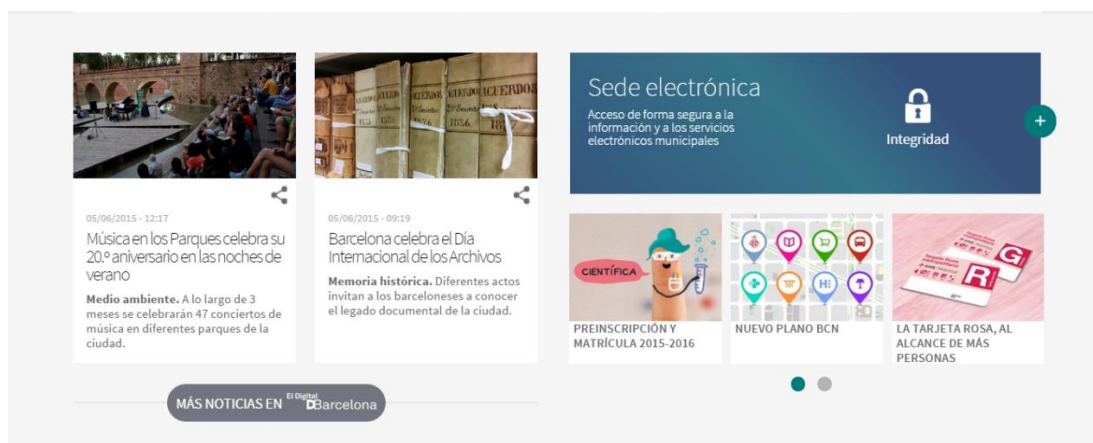 05/06/2015 - 12:17
Música en los Parques celebra su
20.º aniversario en las noches de
verano
Medio ambiente. A lo largo de 3
meses se celebrarán 47 conciertos de
música en diferentes parques de la
ciudad.
ACUERDOS
1826
05/06/2015 - 09:19
Barcelona celebra el Día
Internacional de los Archivos
Memoria histórica. Diferentes actos
invitan a los barceloneses a conocer
el legado documental de la ciudad.
MÁS NOTICIAS EN El Digital D Barcelona
Sede electrónica
Acceso de forma segura a la
información y a los servicios
electrónicos municipales
Integridad
+
CIENTÍFICA
PREINSCRIPCIÓN Y
MATRÍCULA 2015-2016
H
NUEVO PLANO BCN
G
R
LA TARJETA ROSA, AL
ALCANCE DE MÁS
PERSONAS